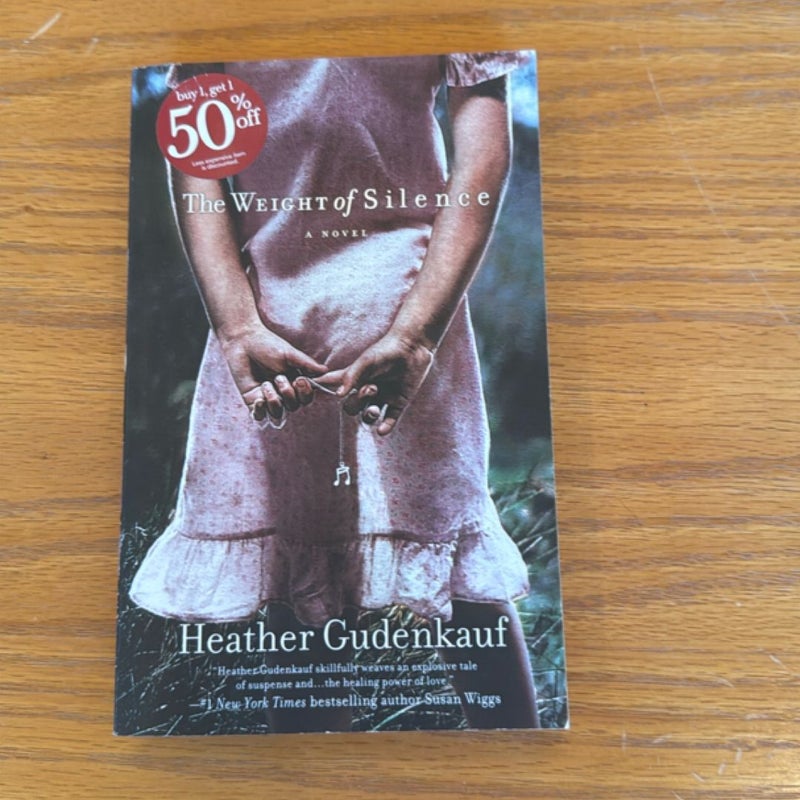 buy 1, get 1
50% off
Less expensive item
is discounted.
The WEIGHT of Silence
A NOVEL
Heather Gudenkauf
"Heather Gudenkauf skillfully weaves an explosive tale
of suspense and...the healing power of love
—#1 New York Times bestselling author Susan Wiggs